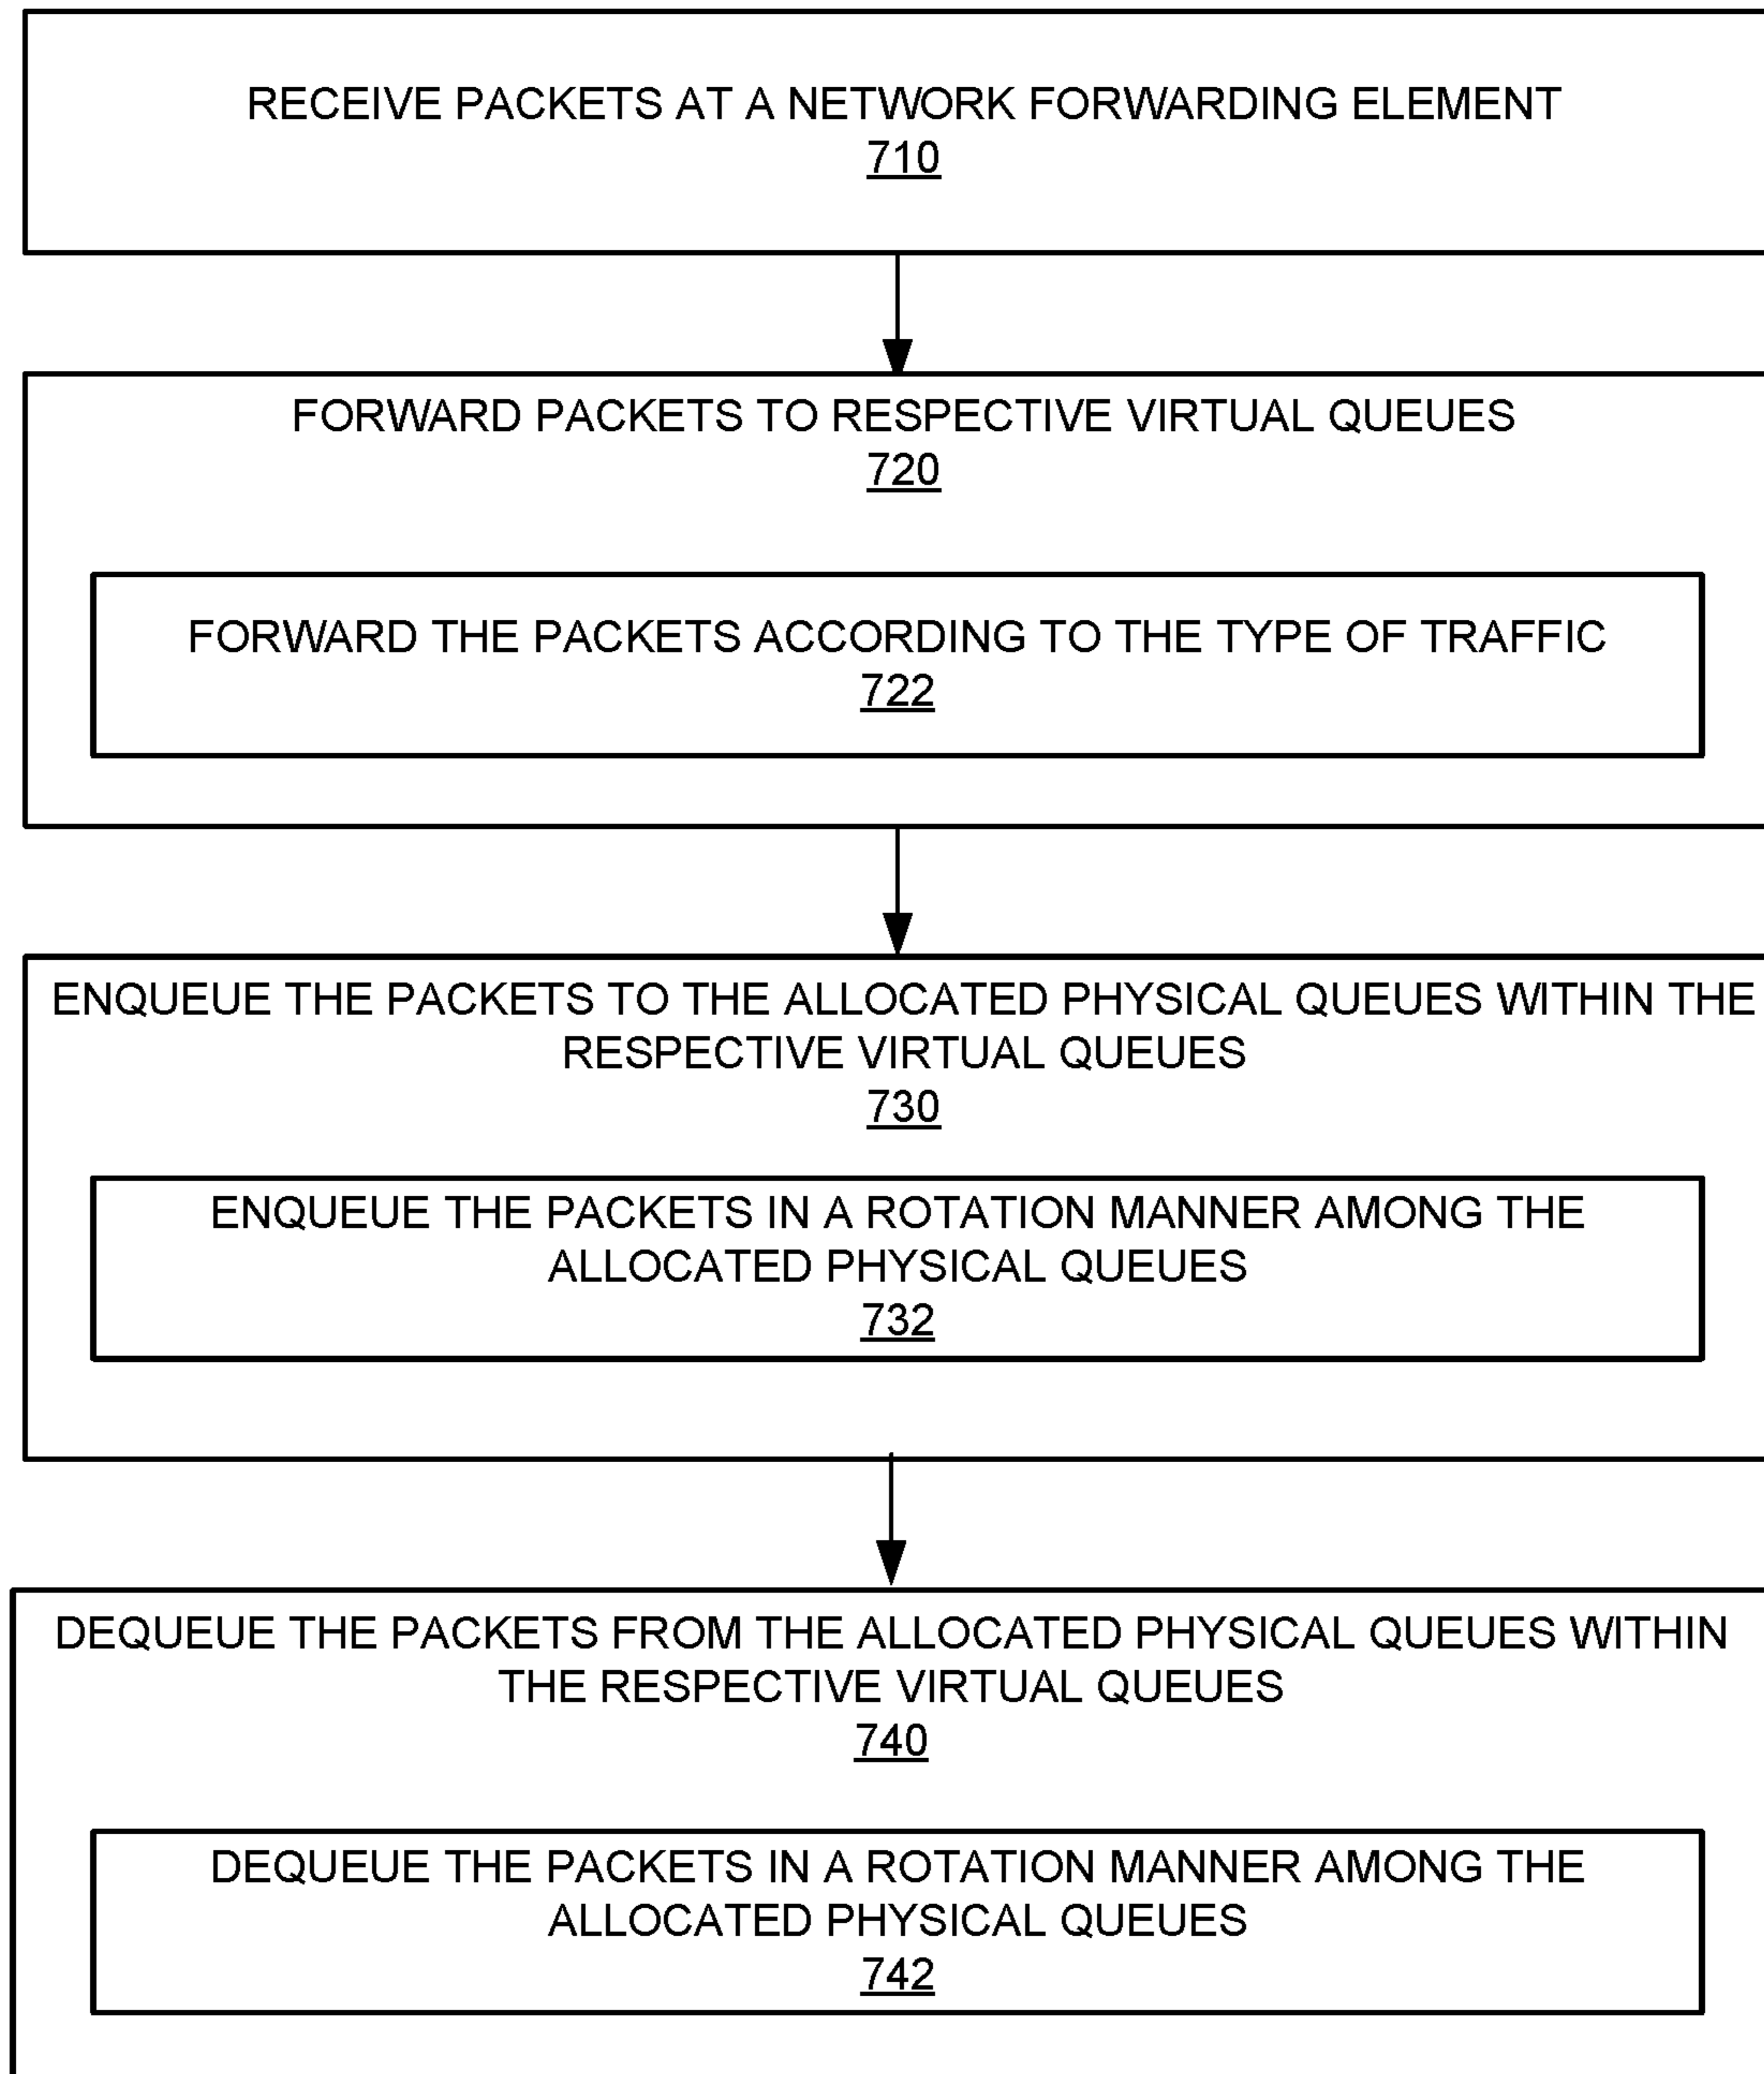 RECEIVE PACKETS AT A NETWORK FORWARDING ELEMENT
710
FORWARD PACKETS TO RESPECTIVE VIRTUAL QUEUES
720
FORWARD THE PACKETS ACCORDING TO THE TYPE OF TRAFFIC
722
ENQUEUE THE PACKETS TO THE ALLOCATED PHYSICAL QUEUES WITHIN THE
RESPECTIVE VIRTUAL QUEUES
730
ENQUEUE THE PACKETS IN A ROTATION MANNER AMONG THE
ALLOCATED PHYSICAL QUEUES
732
DEQUEUE THE PACKETS FROM THE ALLOCATED PHYSICAL QUEUES WITHIN
THE RESPECTIVE VIRTUAL QUEUES
740
DEQUEUE THE PACKETS IN A ROTATION MANNER AMONG THE
ALLOCATED PHYSICAL QUEUES
742